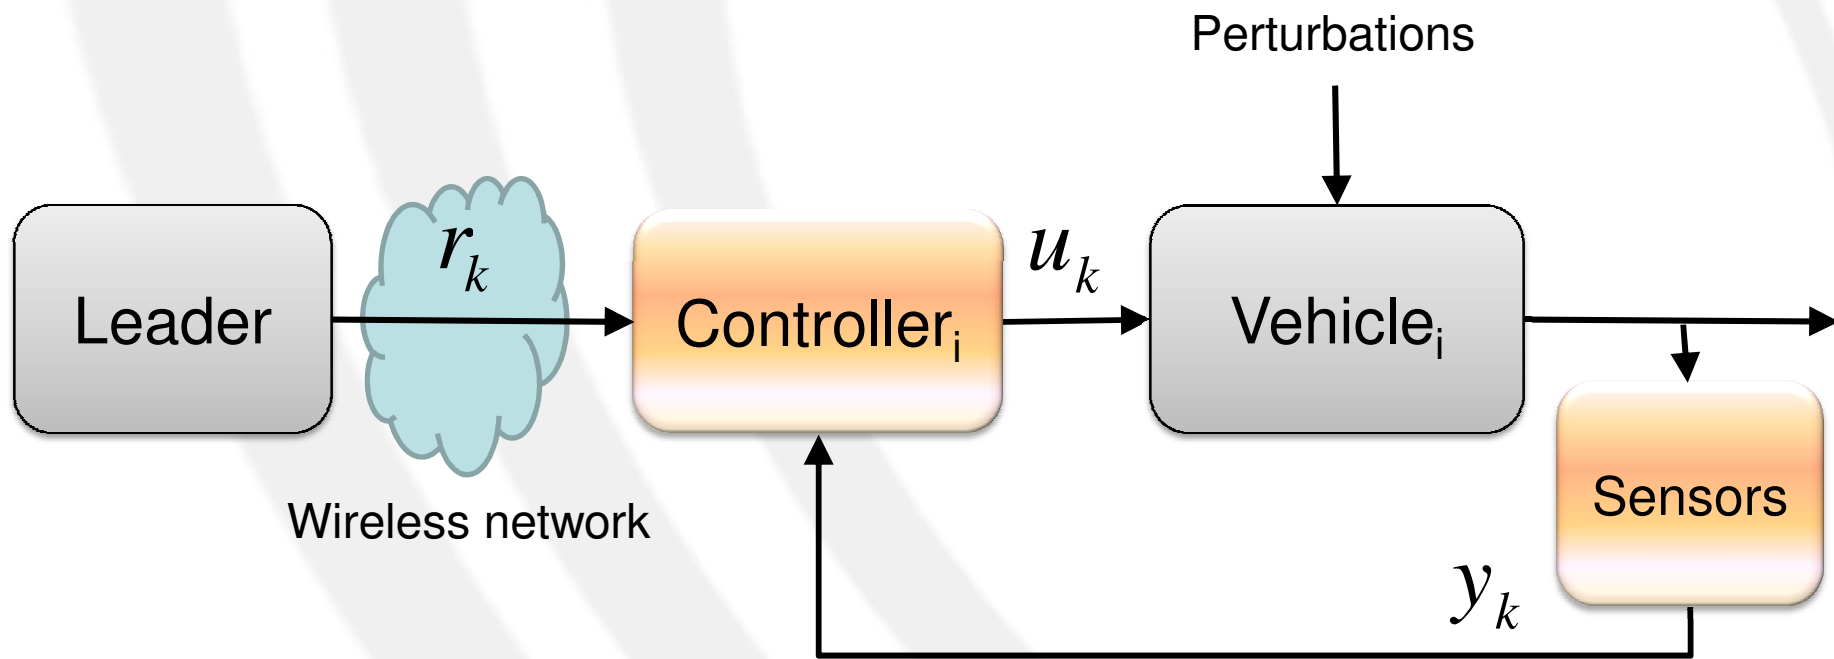 Perturbations
Leader
r_k
Controller_i
u_k
Vehicle_i
Wireless network
Sensors
y_k